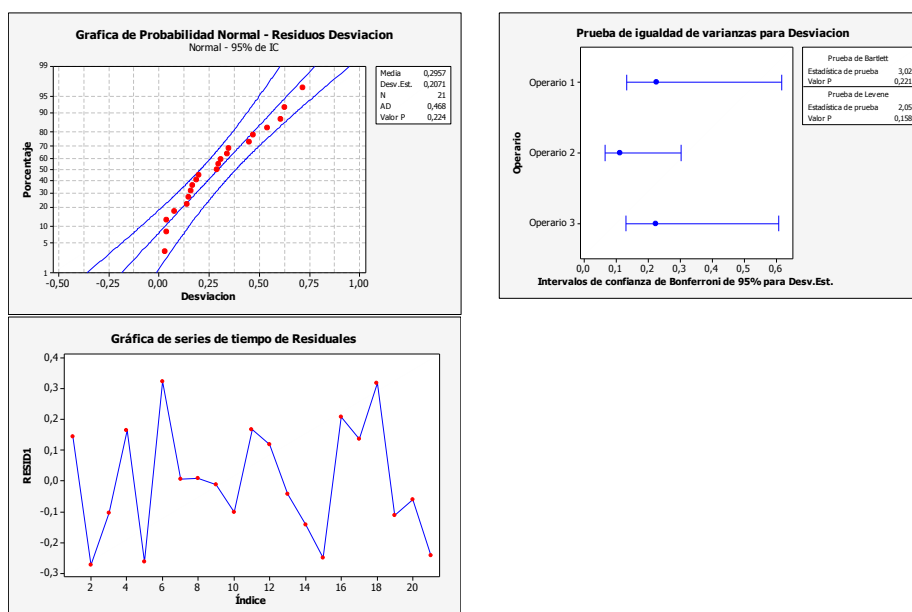 Grafica de Probabilidad Normal - Residuos Desviacion
Normal - 95% de IC
99
95
90
80
70
60
50
40
30
20
10
5
1
Porcentaje
-0,50
-0,25
0,00
0,25
0,50
0,75
1,00
Desviacion
Media 0,2957
Desv.Est. 0,2071
N 21
AD 0,468
Valor P 0,224
Prueba de igualdad de varianzas para Desviacion
Operario 1
Operario 2
Operario 3
Operario
0,0
0,1
0,2
0,3
0,4
0,5
0,6
Intervalos de confianza de Bonferroni de 95% para Desv.Est.
Prueba de Bartlett
Estadística de prueba 3,02
Valor P 0,221
Prueba de Levene
Estadística de prueba 2,05
Valor P 0,158
Gráfica de series de tiempo de Residuales
0,4
0,3
0,2
0,1
0,0
-0,1
-0,2
-0,3
RESID1
2
4
6
8
10
12
14
16
18
20
Índice